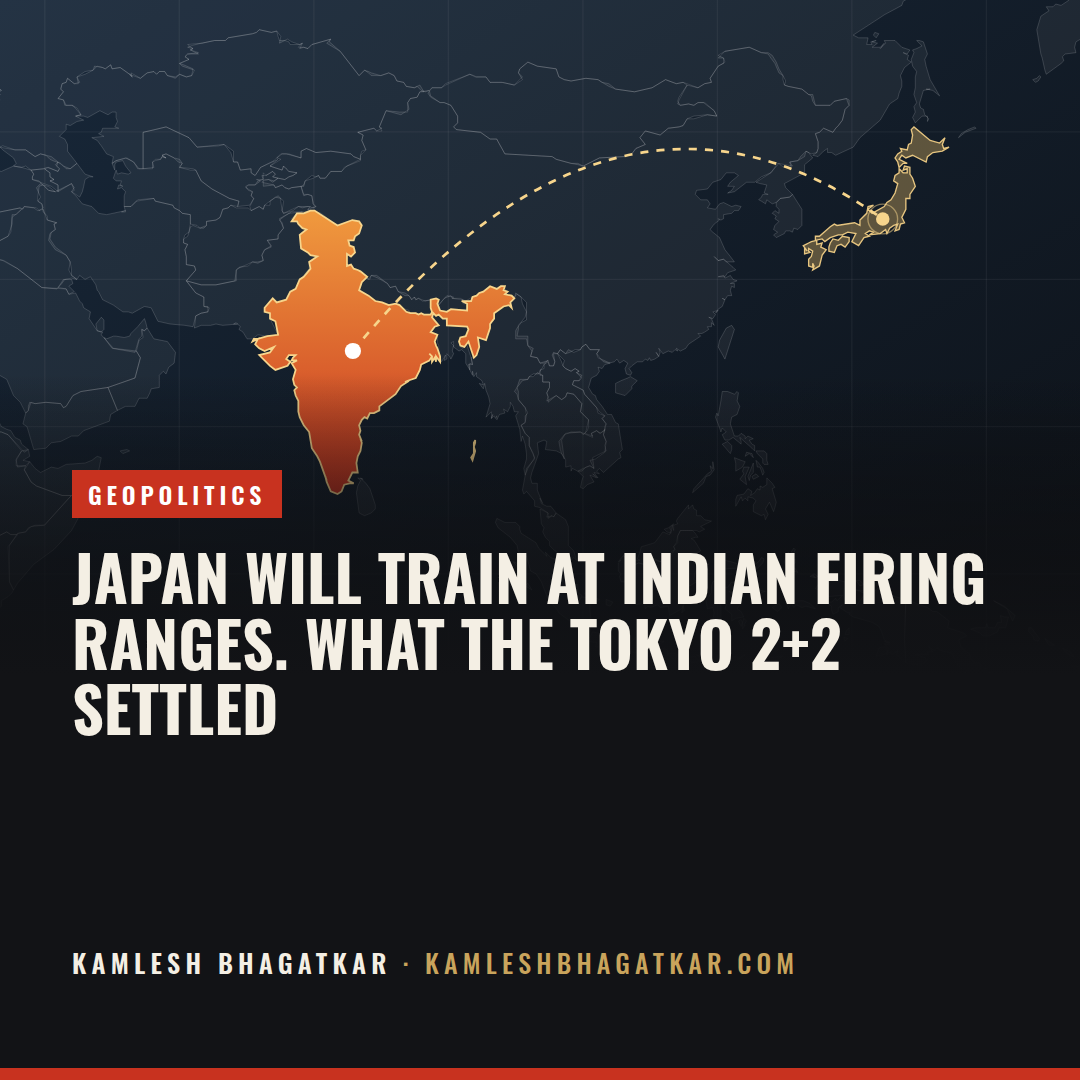 GEOPOLITICS
JAPAN WILL TRAIN AT INDIAN FIRING
RANGES. WHAT THE TOKYO 2+2
SETTLED
KAMLESH BHAGATKAR · KAMLESHBHAGATKAR.COM